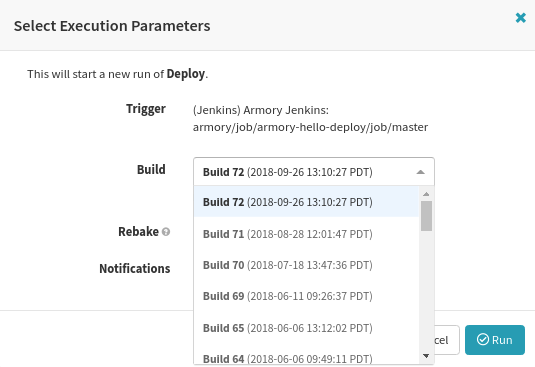 Select Execution Parameters
This will start a new run of Deploy.
Trigger
(Jenkins) Armory Jenkins:
armory/job/armory-hello-deploy/job/master
Build
Build 72 (2018-09-26 13:10:27 PDT)
Build 72 (2018-09-26 13:10:27 PDT)
Build 71 (2018-08-28 12:01:47 PDT)
Rebake
Build 70 (2018-07-18 13:47:36 PDT)
Notifications
Build 69 (2018-06-11 09:26:37 PDT)
Build 65 (2018-06-06 13:12:02 PDT)
cel
Run
Build 64 (2018-06-06 09:49:11 PDT)